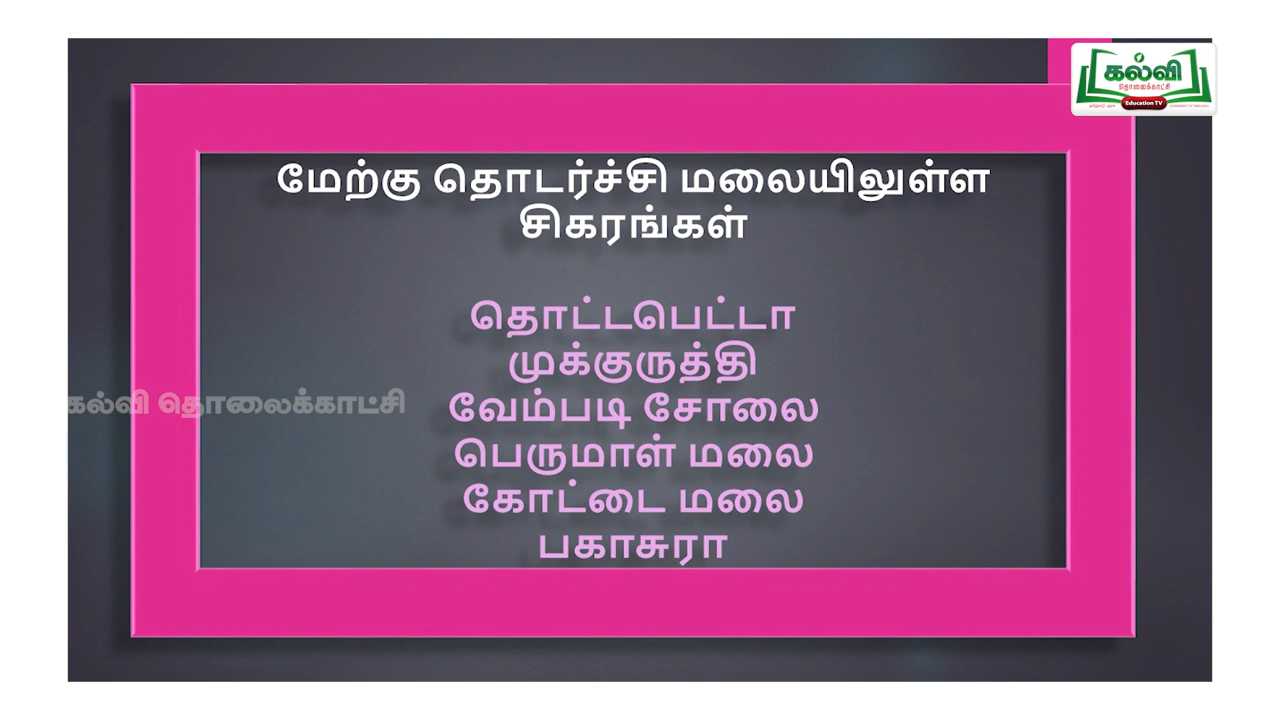 கல்வி
தொலைக்காட்சி
Education TV
மேற்கு தொடர்ச்சி மலையிலுள்ள
சிகரங்கள்
தொட்டபெட்டா
முக்குருத்தி
வேம்படி சோலை
பெருமாள் மலை
கோட்டை மலை
பகாசுரா
கல்வி தொலைக்காட்சி